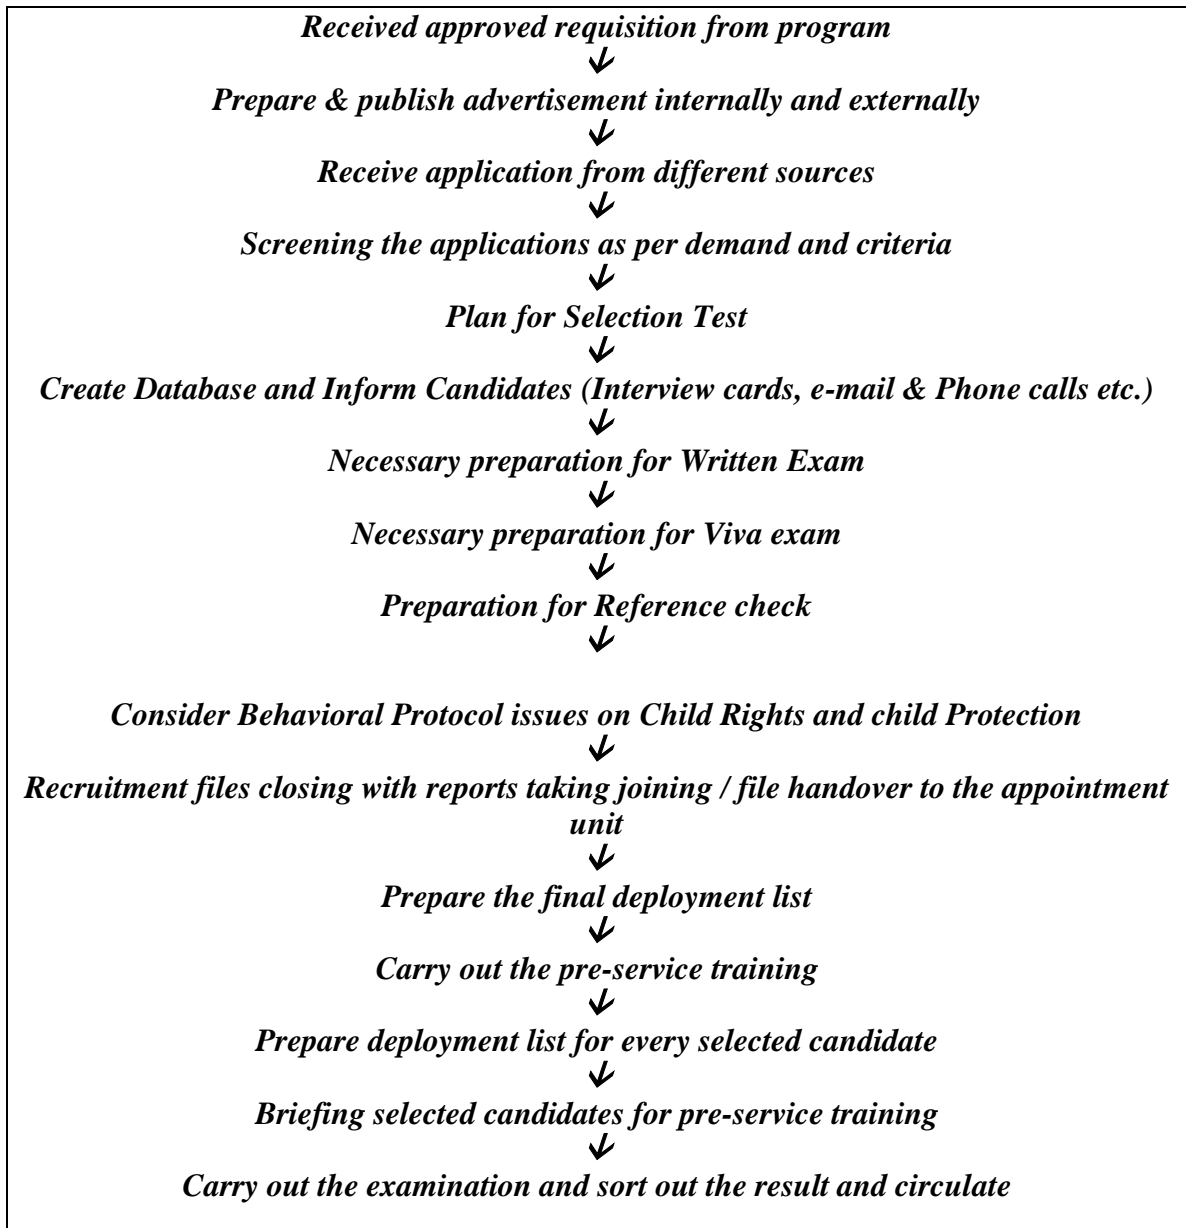 Received approved requisition from program
Prepare & publish advertisement internally and externally
Receive application from different sources
Screening the applications as per demand and criteria
Plan for Selection Test
Create Database and Inform Candidates (Interview cards, e-mail & Phone calls etc.)
Necessary preparation for Written Exam
Necessary preparation for Viva exam
Preparation for Reference check
Consider Behavioral Protocol issues on Child Rights and child Protection
Recruitment files closing with reports taking joining / file handover to the appointment
unit
Prepare the final deployment list
Carry out the pre-service training
Prepare deployment list for every selected candidate
Briefing selected candidates for pre-service training
Carry out the examination and sort out the result and circulate